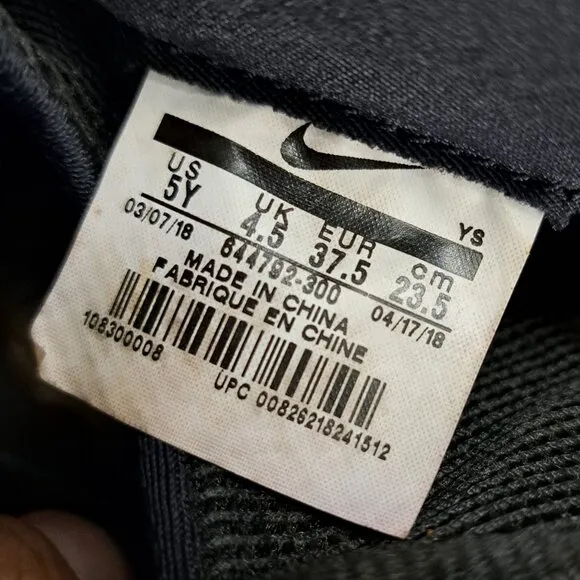 YS
US UK EUR cm
5Y 4.5 37.5 23.5
03/07/18 644792-300 04/17/18
MADE IN CHINA
FABRIQUE EN CHINE
108300008
UPC 00826218241512